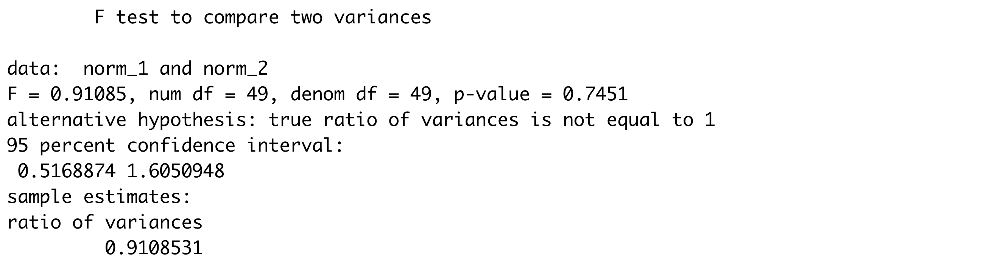 F test to compare two variances
data:  norm_1 and norm_2
F = 0.91085, num df = 49, denom df = 49, p-value = 0.7451
alternative hypothesis: true ratio of variances is not equal to 1
95 percent confidence interval:
0.5168874 1.6050948
sample estimates:
ratio of variances
0.9108531